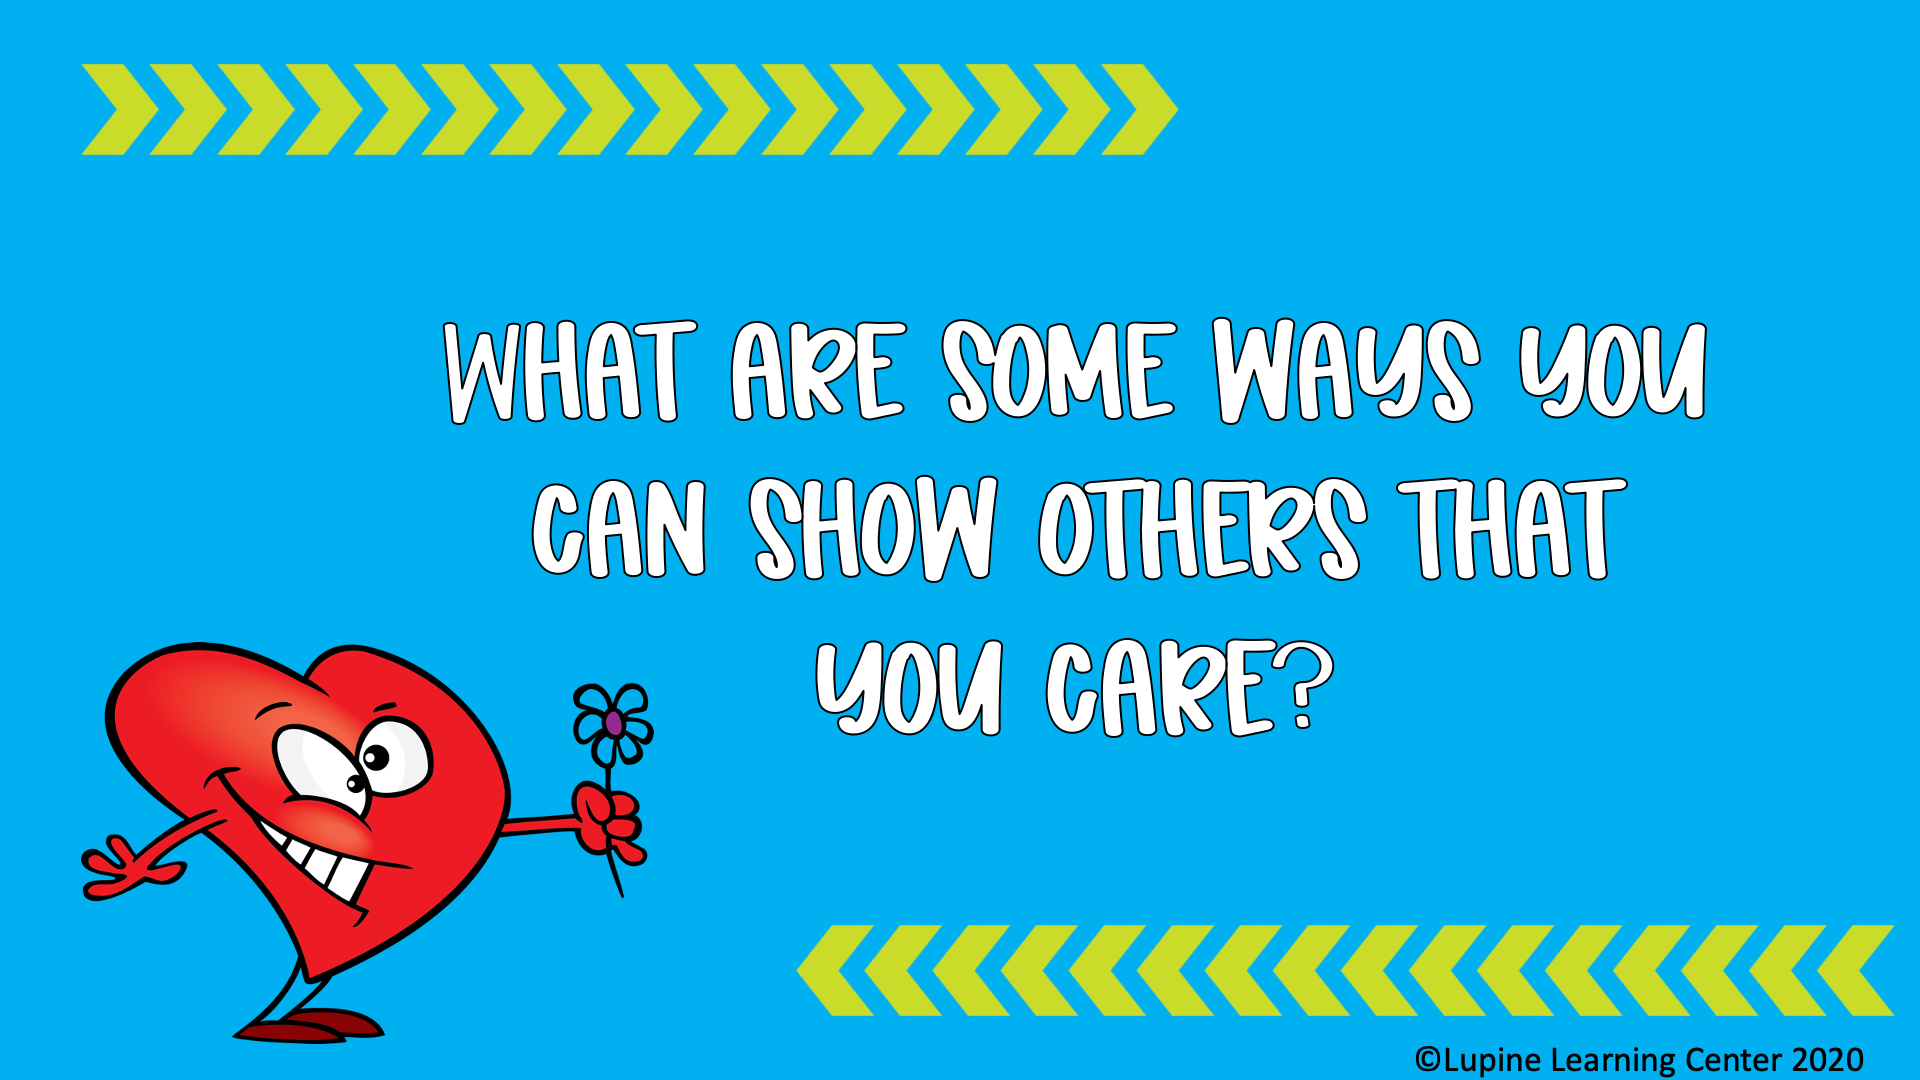 WHAT ARE SOME WAYS YOU
CAN SHOW OTHERS THAT
YOU CARE?
©Lupine Learning Center 2020